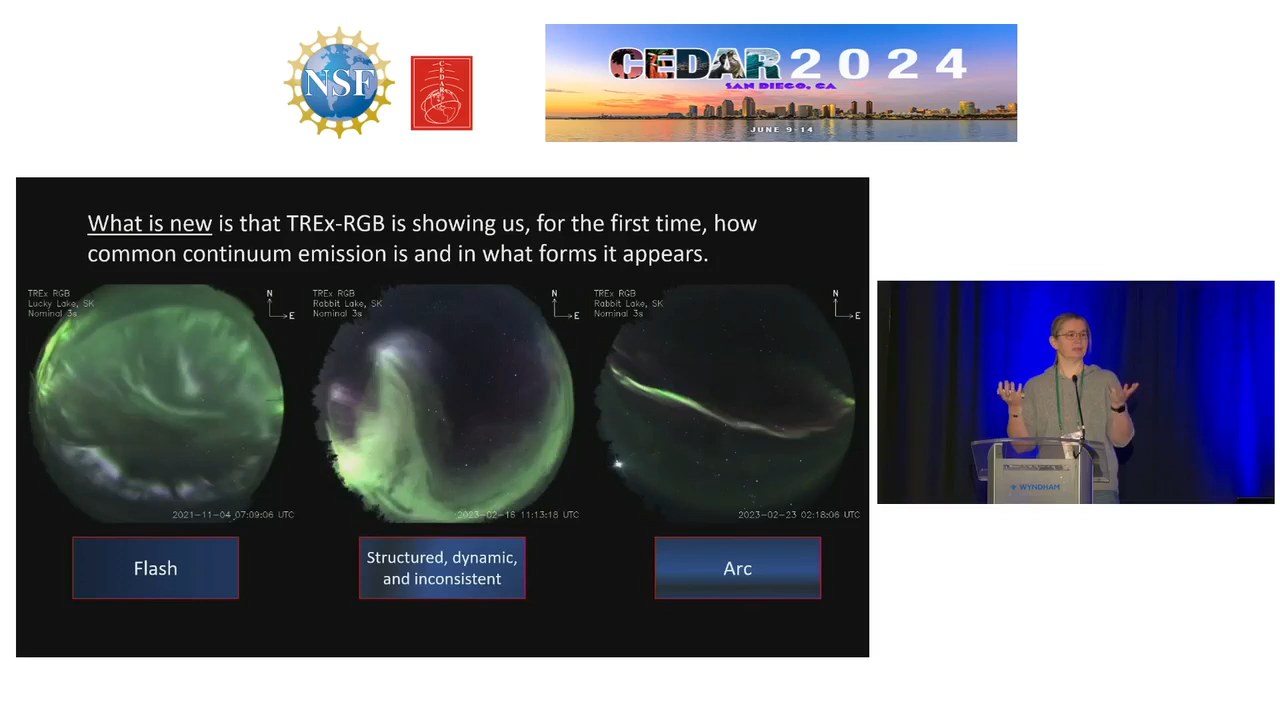 NSF
CEDAR
CEDAR 2024
SAN DIEGO, CA
JUNE 9-14
What is new is that TREx-RGB is showing us, for the first time, how
common continuum emission is and in what forms it appears.
TREx RGB
Lucky Lake, SK
Nominal 3s
N
E
2021-11-04 07:09:06 UTC
TREx RGB
Rabbit Lake, SK
Nominal 3s
N
E
2023-02-16 11:13:18 UTC
TREx RGB
Rabbit Lake, SK
Nominal 3s
N
E
2023-02-23 02:18:06 UTC
Flash
Structured, dynamic,
and inconsistent
Arc
WYNDHAM